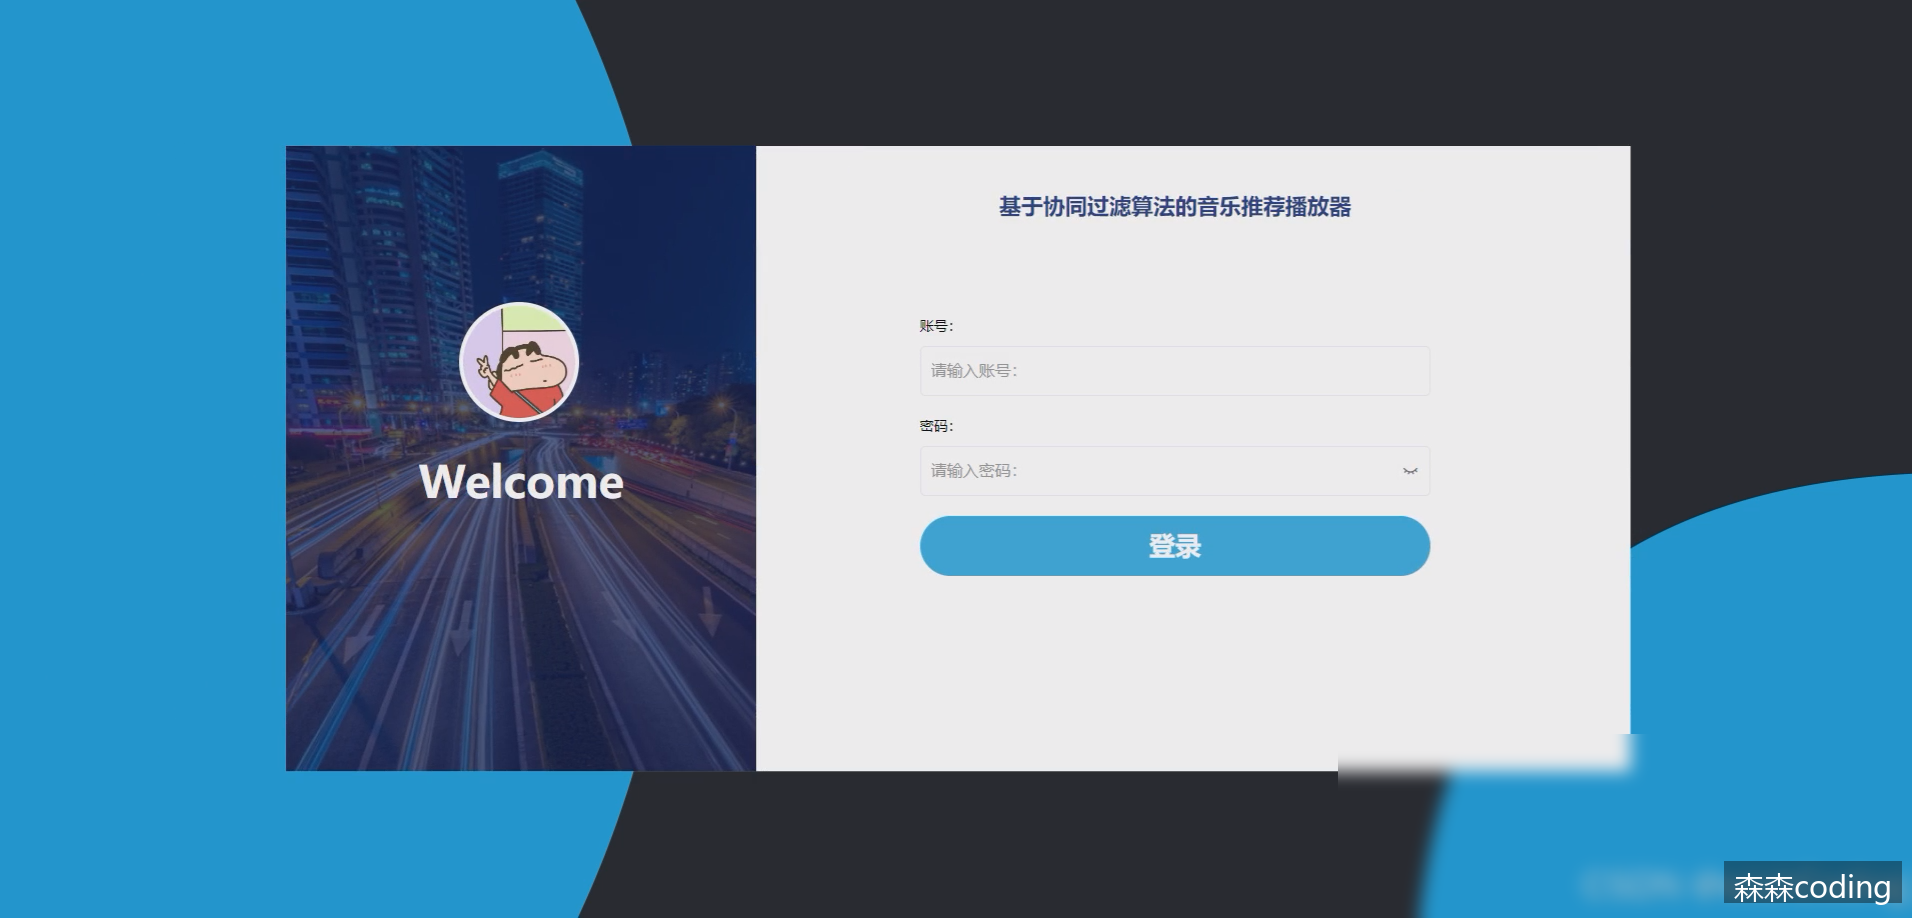 基于协同过滤算法的音乐推荐播放器
Welcome
账号：
请输入账号：
密码：
请输入密码：
登录
森森coding